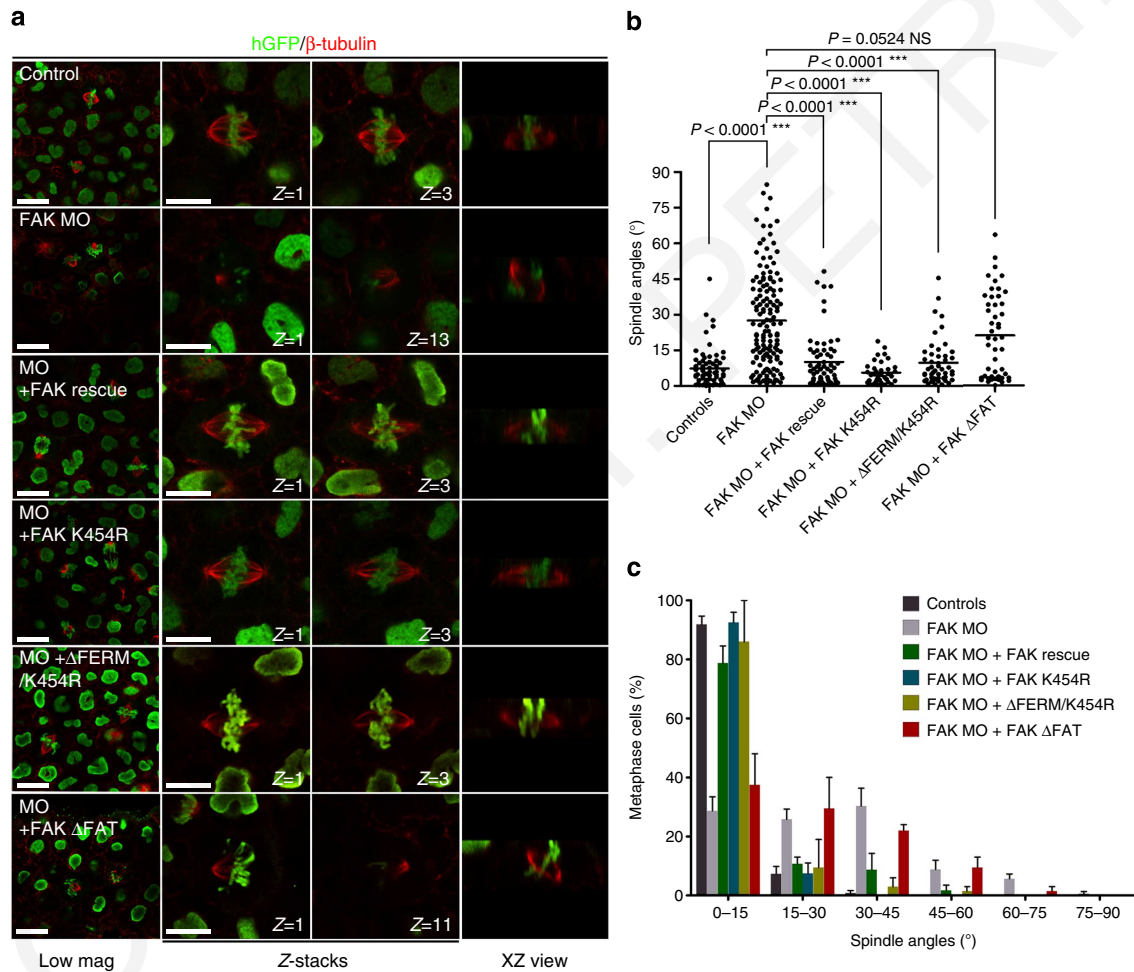 a
hGFP/β-tubulin
Control
Z=1
Z=3
FAK MO
Z=1
Z=13
MO
+FAK rescue
Z=1
Z=3
MO
+FAK K454R
Z=1
Z=3
MO +ΔFERM
/K454R
Z=1
Z=3
MO
+FAK ΔFAT
Z=1
Z=11
Low mag
Z-stacks
XZ view
b
P = 0.0524 NS
P < 0.0001 ***
P < 0.0001 ***
P < 0.0001 ***
P < 0.0001 ***
Spindle angles (°)
90
75
60
45
30
15
0
Controls
FAK MO
FAK MO + FAK rescue
FAK MO + FAK K454R
FAK MO + ΔFERM/K454R
FAK MO + FAK ΔFAT
c
Metaphase cells (%)
100
80
60
40
20
0
Controls
FAK MO
FAK MO + FAK rescue
FAK MO + FAK K454R
FAK MO + ΔFERM/K454R
FAK MO + FAK ΔFAT
0–15
15–30
30–45
45–60
60–75
75–90
Spindle angles (°)